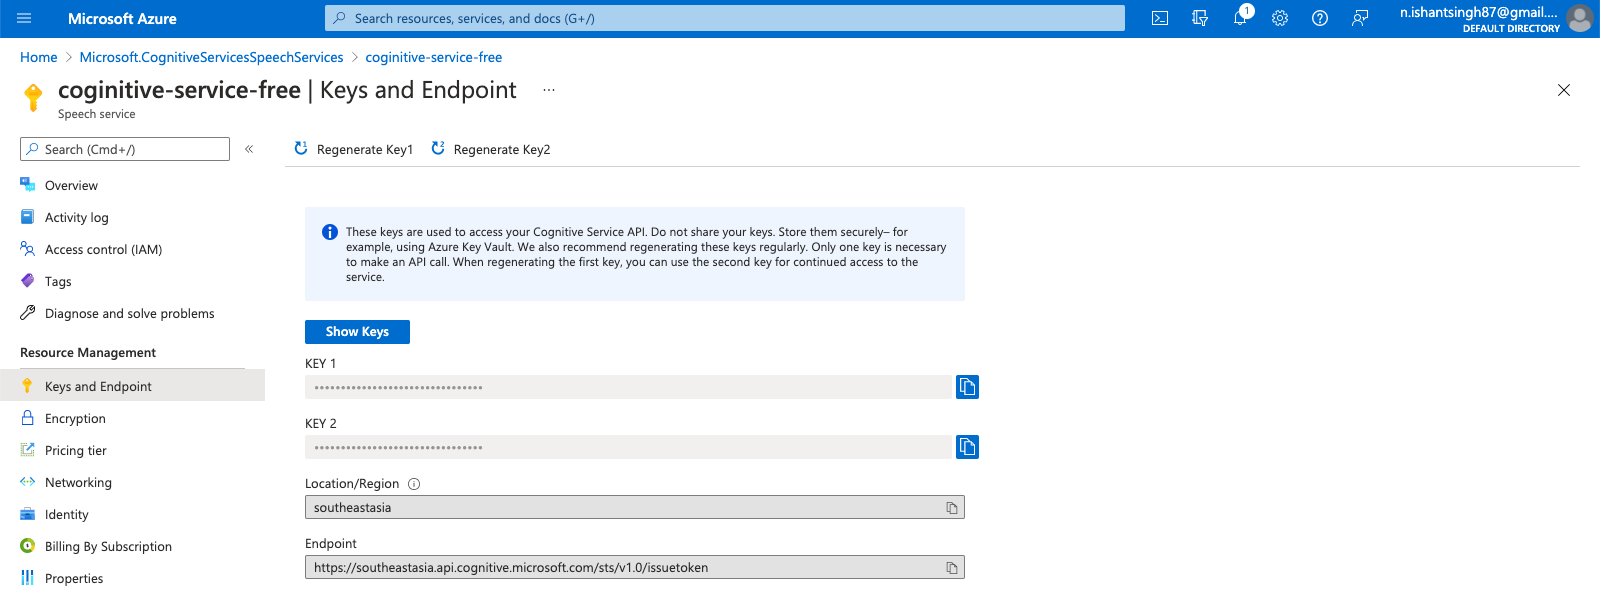 Microsoft Azure
Search resources, services, and docs (G+/)
1
n.ishantsingh87@gmail....
DEFAULT DIRECTORY
Home > Microsoft.CognitiveServicesSpeechServices > coginitive-service-free
coginitive-service-free | Keys and Endpoint ...
Speech service
Search (Cmd+/)
«
Overview
Activity log
Access control (IAM)
Tags
Diagnose and solve problems
Resource Management
Keys and Endpoint
Encryption
Pricing tier
Networking
Identity
Billing By Subscription
Properties
Regenerate Key1
Regenerate Key2
These keys are used to access your Cognitive Service API. Do not share your keys. Store them securely– for
example, using Azure Key Vault. We also recommend regenerating these keys regularly. Only one key is necessary
to make an API call. When regenerating the first key, you can use the second key for continued access to the
service.
Show Keys
KEY 1
••••••••••••••••••••••••••••••••
KEY 2
••••••••••••••••••••••••••••••••
Location/Region
southeastasia
Endpoint
https://southeastasia.api.cognitive.microsoft.com/sts/v1.0/issuetoken